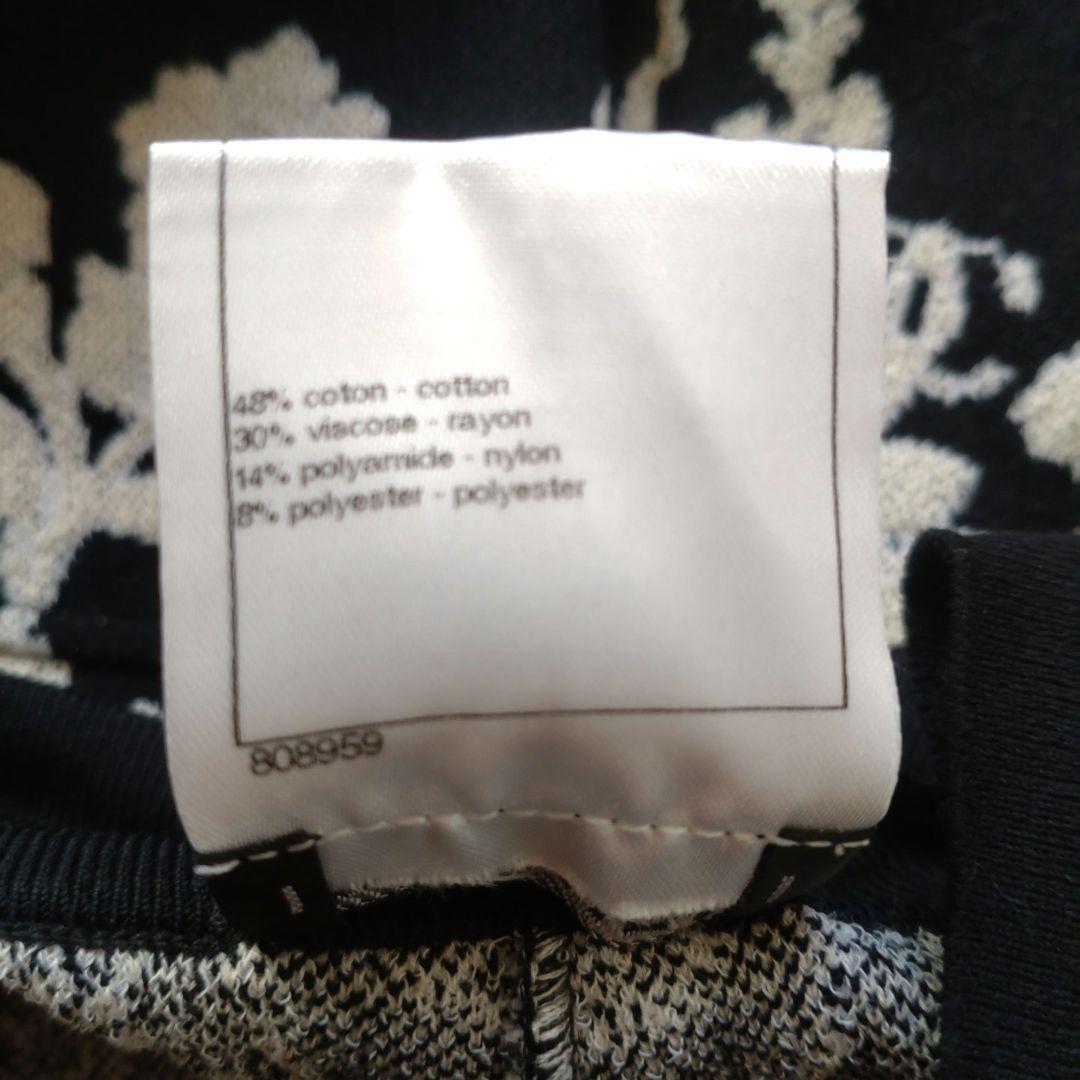 48% coton - cotton
30% viscose - rayon
14% polyamide - nylon
8% polyester - polyester
808959